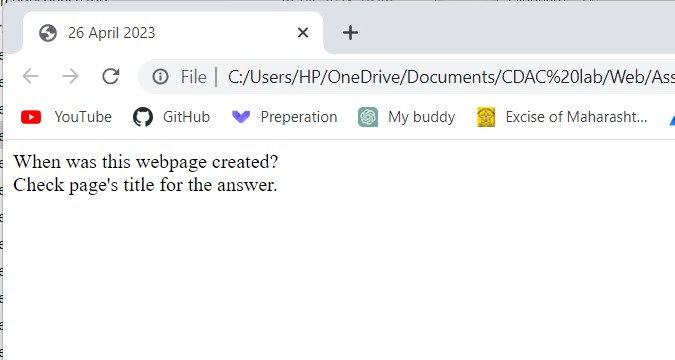 26 April 2023
File
C:/Users/HP/OneDrive/Documents/CDAC%20lab/Web/Ass
YouTube GitHub Preperation My buddy Excise of Maharasht...
When was this webpage created?
Check page's title for the answer.